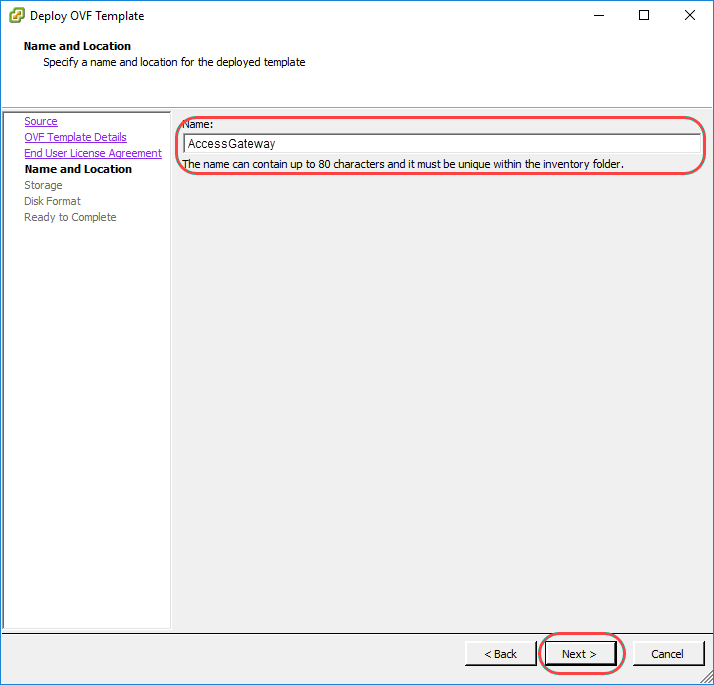 Deploy OVF Template
Name and Location
Specify a name and location for the deployed template
Source
OVF Template Details
End User License Agreement
Name and Location
Storage
Disk Format
Ready to Complete
Name:
AccessGateway
The name can contain up to 80 characters and it must be unique within the inventory folder.
< Back
Next >
Cancel